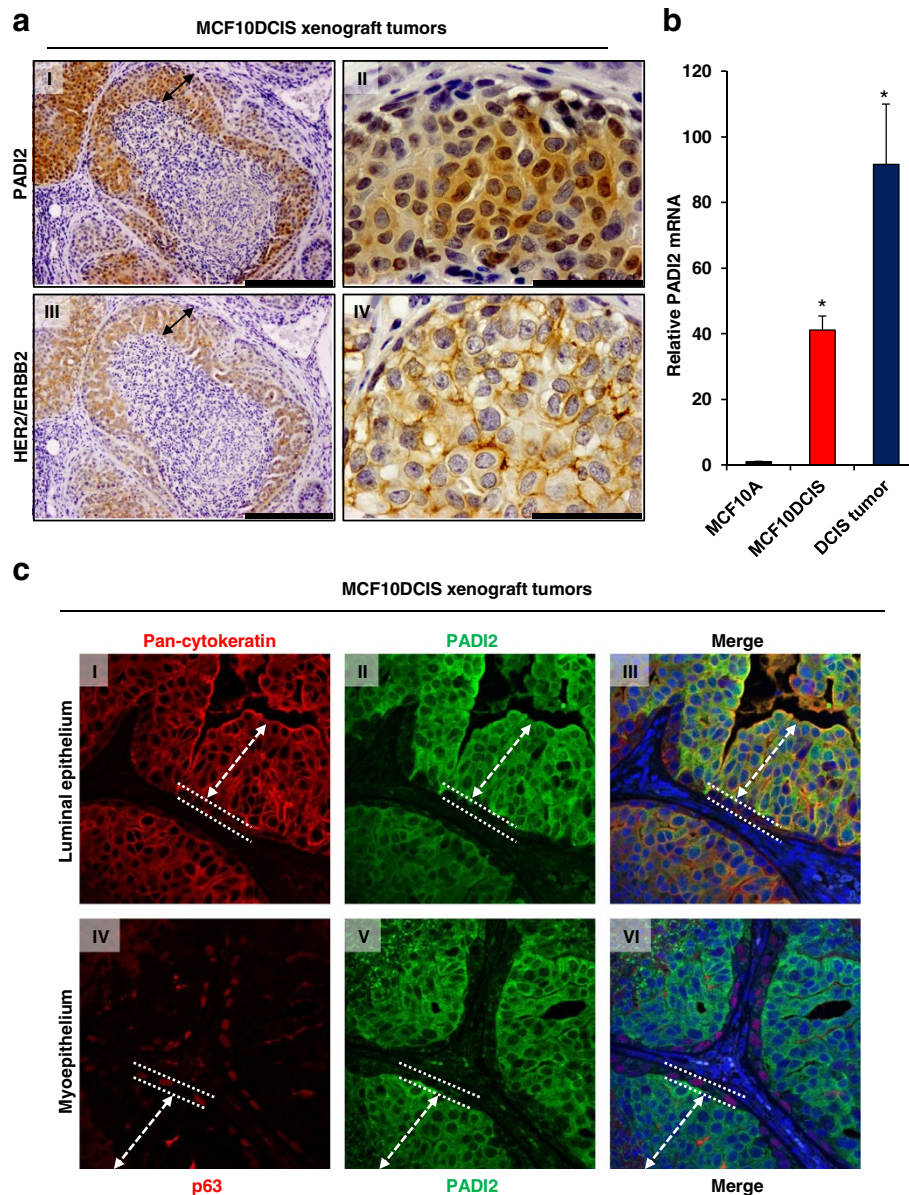 a
MCF10DCIS xenograft tumors
PADI2
I
II
HER2/ERBB2
III
IV
b
Relative PADI2 mRNA
120
100
80
60
40
20
0
*
*
MCF10A
MCF10DCIS
DCIS tumor
c
MCF10DCIS xenograft tumors
Pan-cytokeratin
PADI2
Merge
Luminal epithelium
I
II
III
Myoepithelium
IV
V
VI
p63
PADI2
Merge